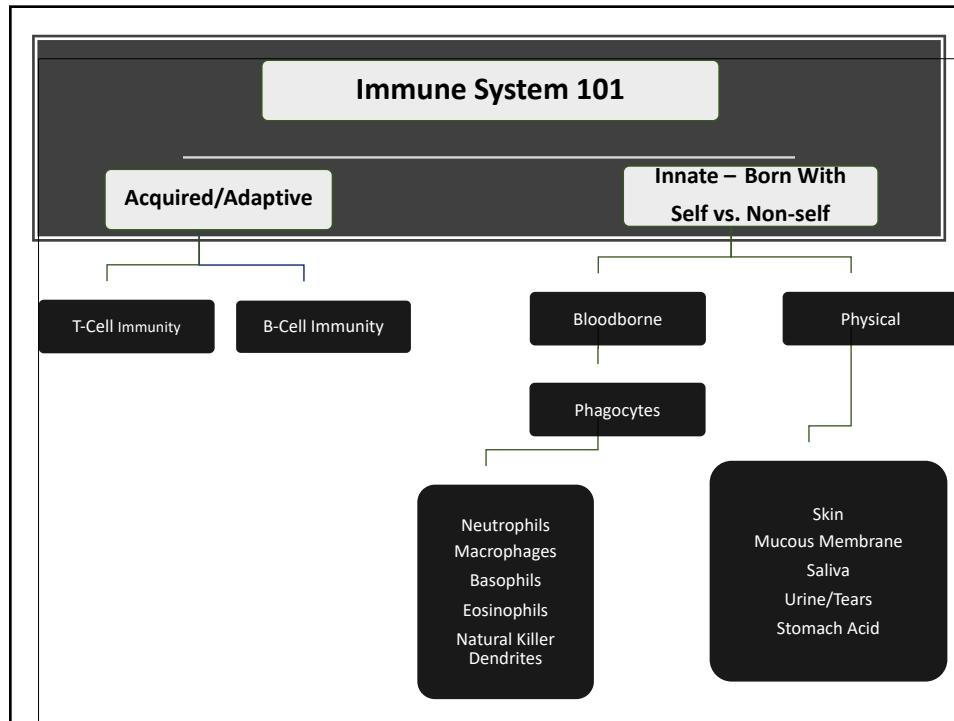 Immune System 101
Acquired/Adaptive
Innate – Born With
Self vs. Non-self
T-Cell Immunity
B-Cell Immunity
Bloodborne
Physical
Phagocytes
Neutrophils
Macrophages
Basophils
Eosinophils
Natural Killer
Dendrites
Skin
Mucous Membrane
Saliva
Urine/Tears
Stomach Acid